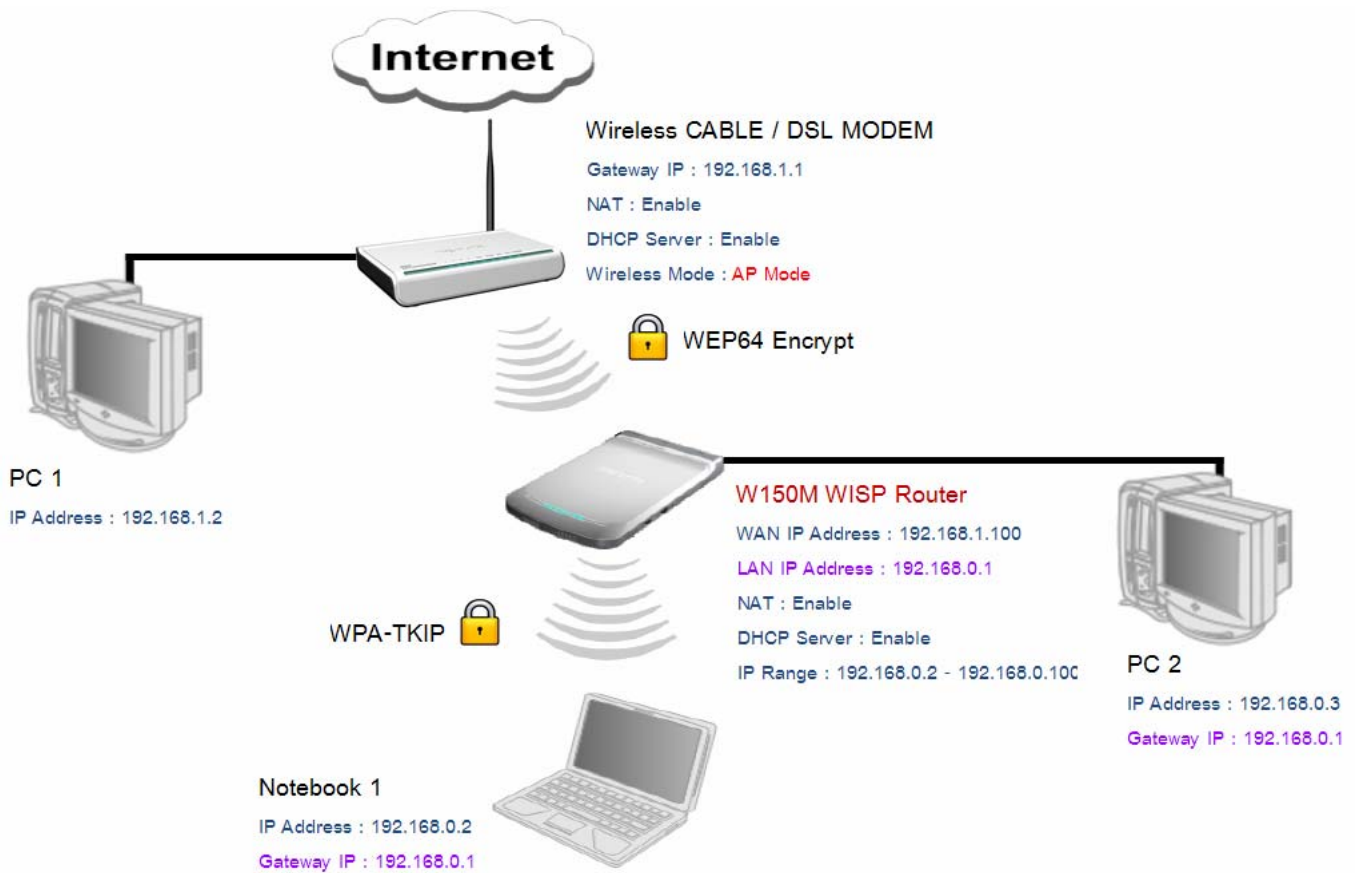 Internet
Wireless CABLE / DSL MODEM
Gateway IP : 192.168.1.1
NAT : Enable
DHCP Server : Enable
Wireless Mode : AP Mode
WEP64 Encrypt
PC 1
IP Address : 192.168.1.2
W150M WISP Router
WAN IP Address : 192.168.1.100
LAN IP Address : 192.168.0.1
NAT : Enable
DHCP Server : Enable
IP Range : 192.168.0.2 - 192.168.0.100
WPA-TKIP
PC 2
IP Address : 192.168.0.3
Gateway IP : 192.168.0.1
Notebook 1
IP Address : 192.168.0.2
Gateway IP : 192.168.0.1